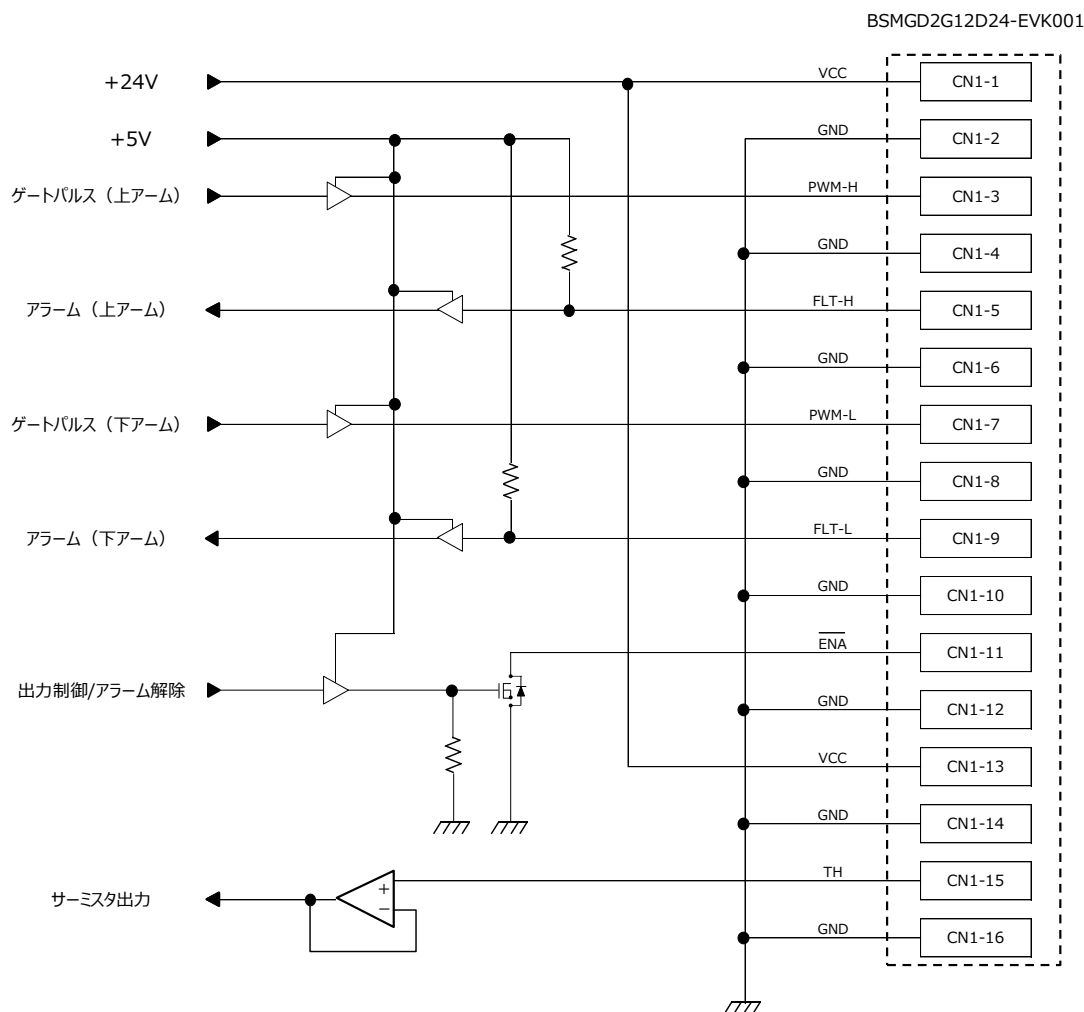 BSMGD2G12D24-EVK001
+24V VCC CN1-1
+5V GND CN1-2
ゲートパルス（上アーム） PWM-H CN1-3
GND CN1-4
アラーム（上アーム） FLT-H CN1-5
GND CN1-6
ゲートパルス（下アーム） PWM-L CN1-7
GND CN1-8
アラーム（下アーム） FLT-L CN1-9
GND CN1-10
ENA CN1-11
出力制御/アラーム解除
GND CN1-12
VCC CN1-13
GND CN1-14
TH CN1-15
サーミスタ出力
+
−
GND CN1-16